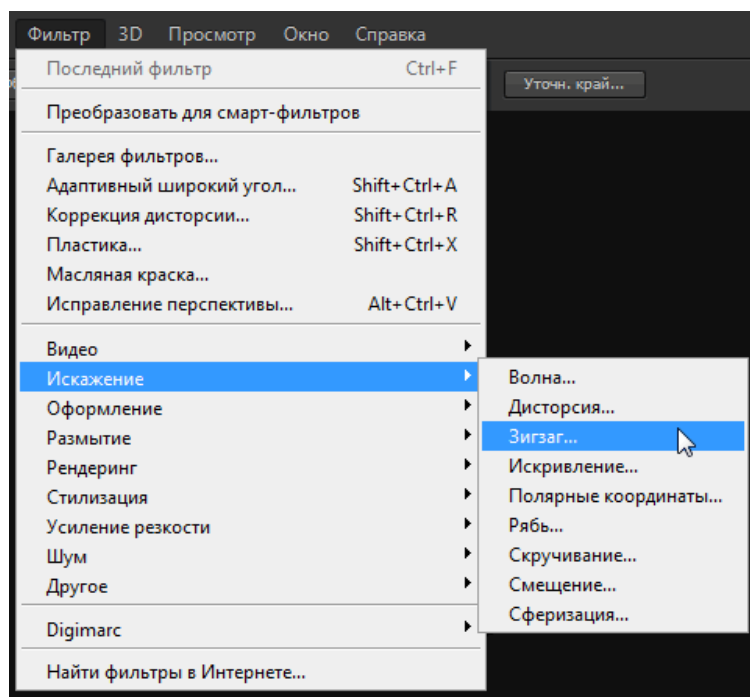 Фильтр 3D Просмотр Окно Справка
Последний фильтр Ctrl+F
Уточн. край...
Преобразовать для смарт-фильтров
Галерея фильтров...
Адаптивный широкий угол... Shift+Ctrl+A
Коррекция дисторсии... Shift+Ctrl+R
Пластика... Shift+Ctrl+X
Масляная краска...
Исправление перспективы... Alt+Ctrl+V
Видео
Искажение
Оформление
Размытие
Рендеринг
Стилизация
Усиление резкости
Шум
Другое
Digimarc
Найти фильтры в Интернете...
Волна...
Дисторсия...
Зигзаг...
Искривление...
Полярные координаты...
Рябь...
Скручивание...
Смещение...
Сферизация...